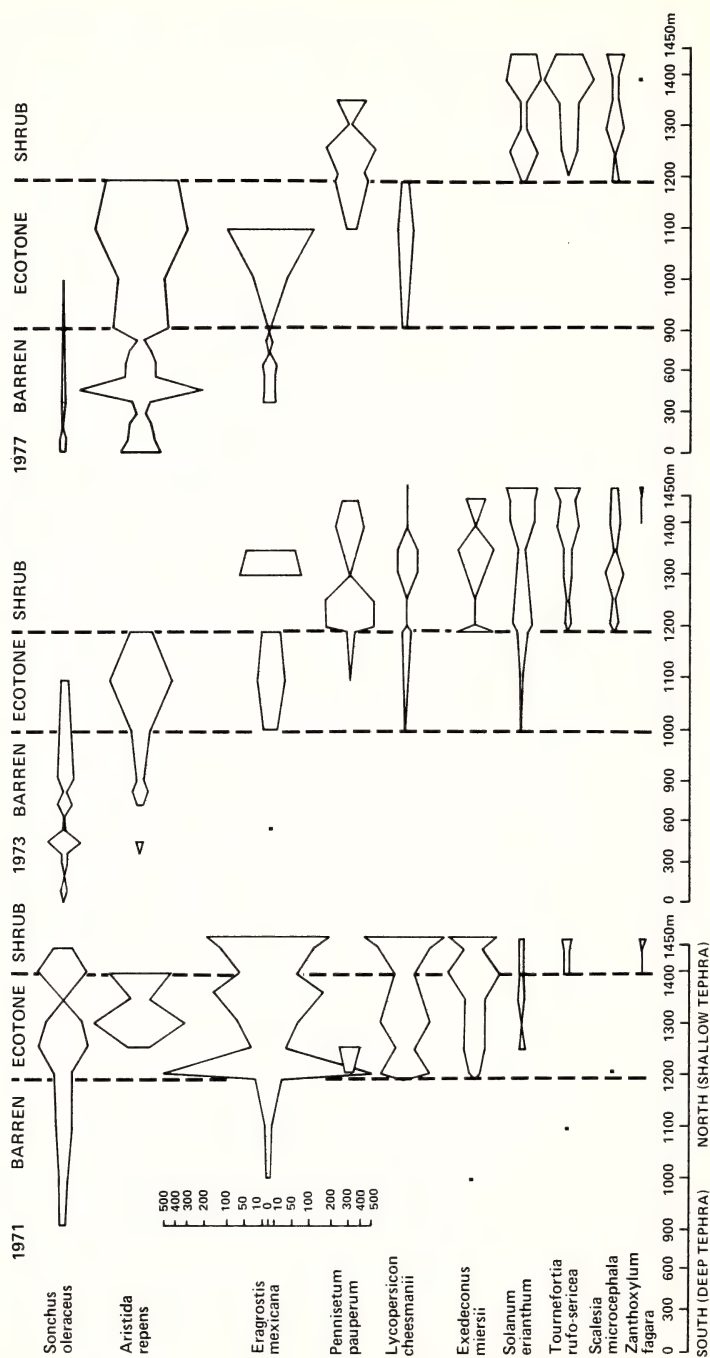 1971 BARREN ECOTONE SHRUB
1973 BARREN ECOTONE SHRUB
1977 BARREN ECOTONE SHRUB
Sonchus
oleraceus
Aristida
repens
Eragrostis
mexicana
500 400 300 200 100 50 10 0 10 50 100 200 300 400 500
Pennisetum
pauperum
Lycopersicon
cheesmanii
Exedeconus
miersii
Solanum
erianthum
Tournefortia
rufo-sericea
Scalesia
microcephala
Zanthoxylum
fagara
0 300 600 900 1000 1100 1200 1300 1400 1450m
0 300 600 900 1000 1100 1200 1300 1400 1450m
0 300 600 900 1000 1100 1200 1300 1400 1450m
SOUTH (DEEP TEPHRA) NORTH (SHALLOW TEPHRA)